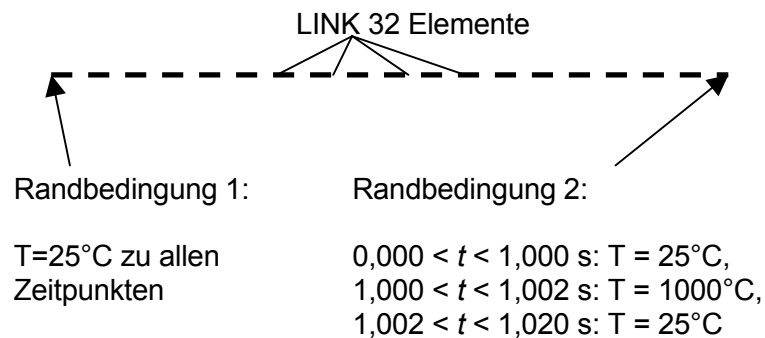 LINK 32 Elemente
Randbedingung 1:
T=25°C zu allen
Zeitpunkten
Randbedingung 2:
0,000 < t < 1,000 s: T = 25°C,
1,000 < t < 1,002 s: T = 1000°C,
1,002 < t < 1,020 s: T = 25°C